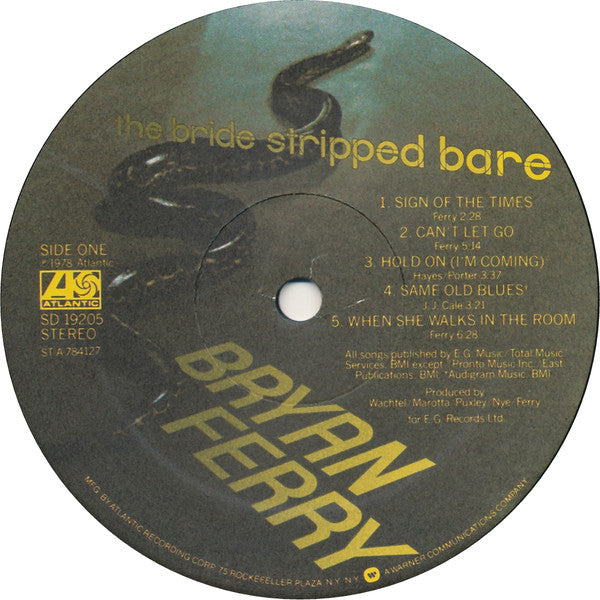 the bride stripped bare
1. SIGN OF THE TIMES
Ferry 2:28
2. CAN'T LET GO
Ferry 5:14
3. HOLD ON (I'M COMING)
Hayes/Porter 3:37
4. SAME OLD BLUES¹
J. J. Cale 3:21
5. WHEN SHE WALKS IN THE ROOM
Ferry 6:28
SIDE ONE
℗ 1978 Atlantic
ATLANTIC
SD 19205
STEREO
ST A 784127
All songs published by E.G. Music/Total Music
Services, BMI except ¹Pronto Music Inc./East
Publications, BMI, *Audigram Music, BMI.
Produced by
Wachtel/Marotta/Puxley/Nye/Ferry
for E.G. Records Ltd.
BRYAN
FERRY
MFG. BY ATLANTIC RECORDING CORP. 75 ROCKEFELLER PLAZA, N.Y. N.Y. A WARNER COMMUNICATIONS COMPANY